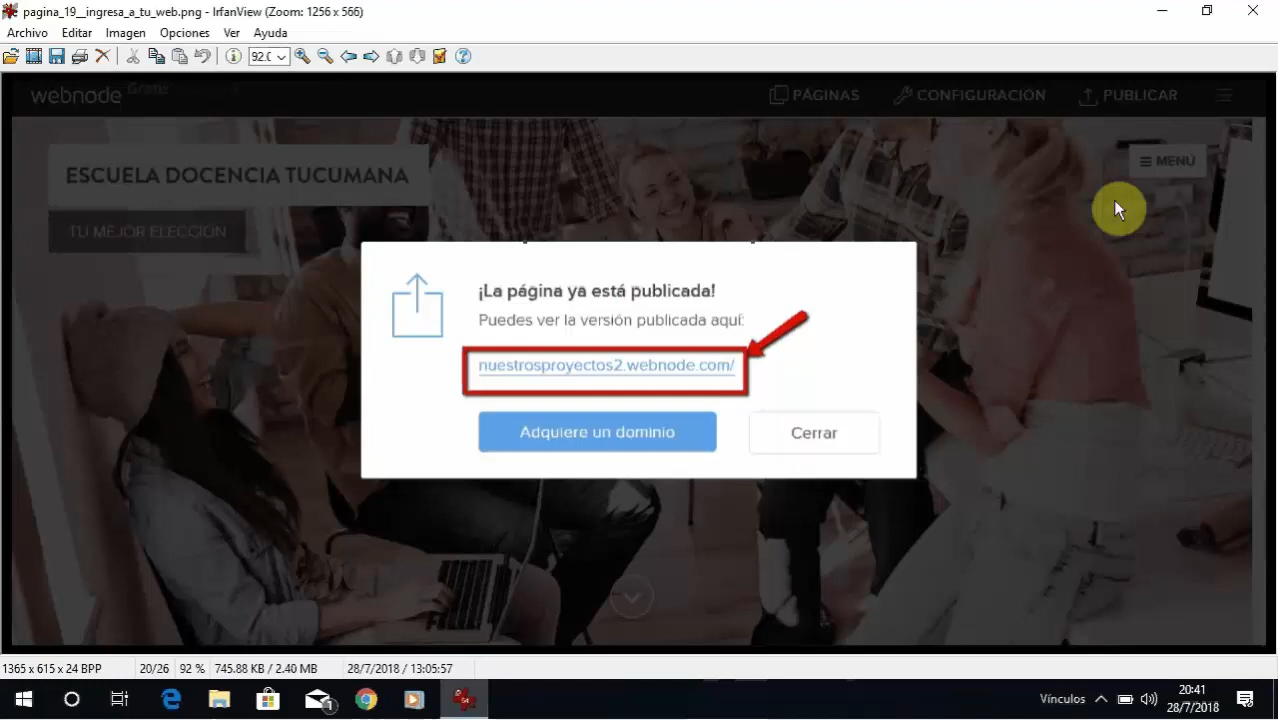 pagina_19__ingresa_a_tu_web.png - IrfanView (Zoom: 1256 x 566)
Archivo Editar Imagen Opciones Ver Ayuda
webnode Gratis PÁGINAS CONFIGURACIÓN PUBLICAR
MENÚ
ESCUELA DOCENCIA TUCUMANA
TU MEJOR ELECCIÓN
¡La página ya está publicada!
Puedes ver la versión publicada aquí:
nuestrosproyectos2.webnode.com/
Adquiere un dominio Cerrar
1365 x 615 x 24 BPP 20/26 92 % 745.88 KB / 2.40 MB 28/7/2018 / 13:05:57
1 Vínculos 20:41
28/7/2018